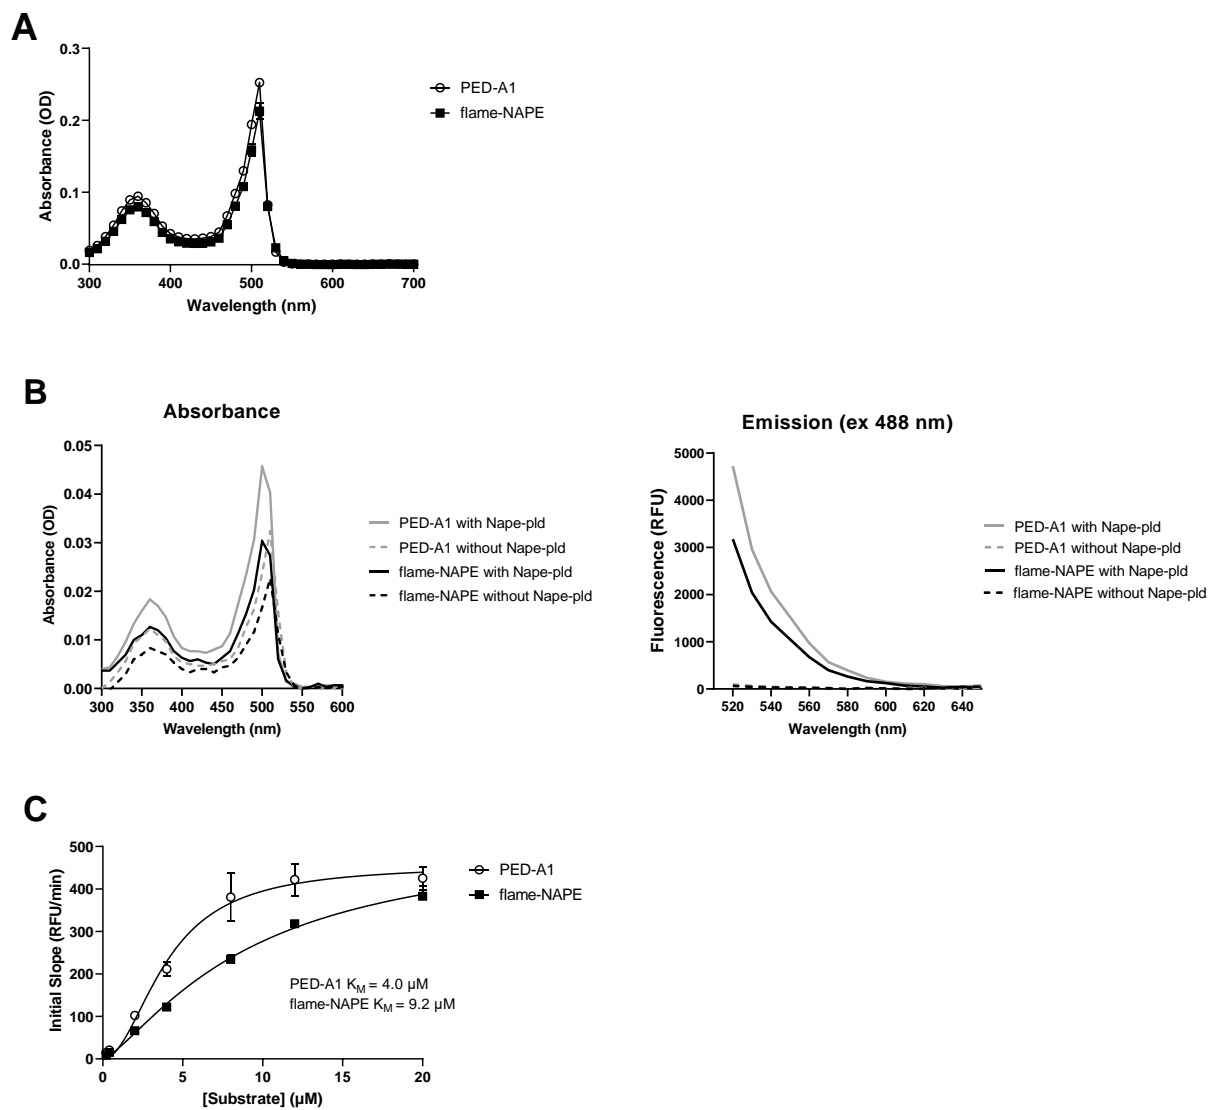 A
0.3
0.2
0.1
0.0
Absorbance (OD)
300 400 500 600 700
Wavelength (nm)
PED-A1
flame-NAPE
B
Absorbance
0.05
0.04
0.03
0.02
0.01
0.00
Absorbance (OD)
300 350 400 450 500 550 600
Wavelength (nm)
PED-A1 with Nape-pld
PED-A1 without Nape-pld
flame-NAPE with Nape-pld
flame-NAPE without Nape-pld
Emission (ex 488 nm)
5000
4000
3000
2000
1000
0
Fluorescence (RFU)
520 540 560 580 600 620 640
Wavelength (nm)
PED-A1 with Nape-pld
PED-A1 without Nape-pld
flame-NAPE with Nape-pld
flame-NAPE without Nape-pld
C
500
400
300
200
100
0
Initial Slope (RFU/min)
0 5 10 15 20
[Substrate] (µM)
PED-A1 KM = 4.0 µM
flame-NAPE KM = 9.2 µM
PED-A1
flame-NAPE